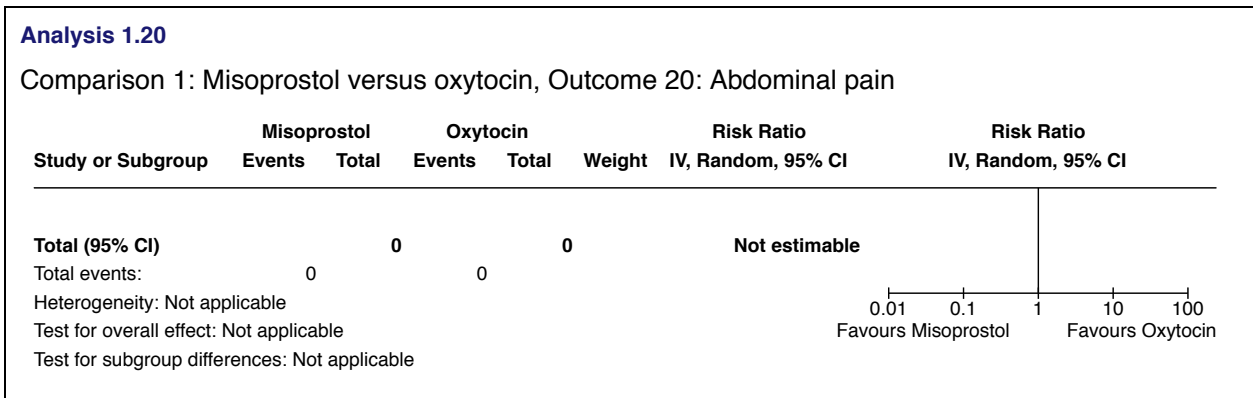 Analysis 1.20
Comparison 1: Misoprostol versus oxytocin, Outcome 20: Abdominal pain
Misoprostol Oxytocin Risk Ratio Risk Ratio
Study or Subgroup Events Total Events Total Weight IV, Random, 95% CI IV, Random, 95% CI
Total (95% CI) 0 0 Not estimable
Total events: 0 0
Heterogeneity: Not applicable
0.01 0.1 1 10 100
Test for overall effect: Not applicable Favours Misoprostol Favours Oxytocin
Test for subgroup differences: Not applicable